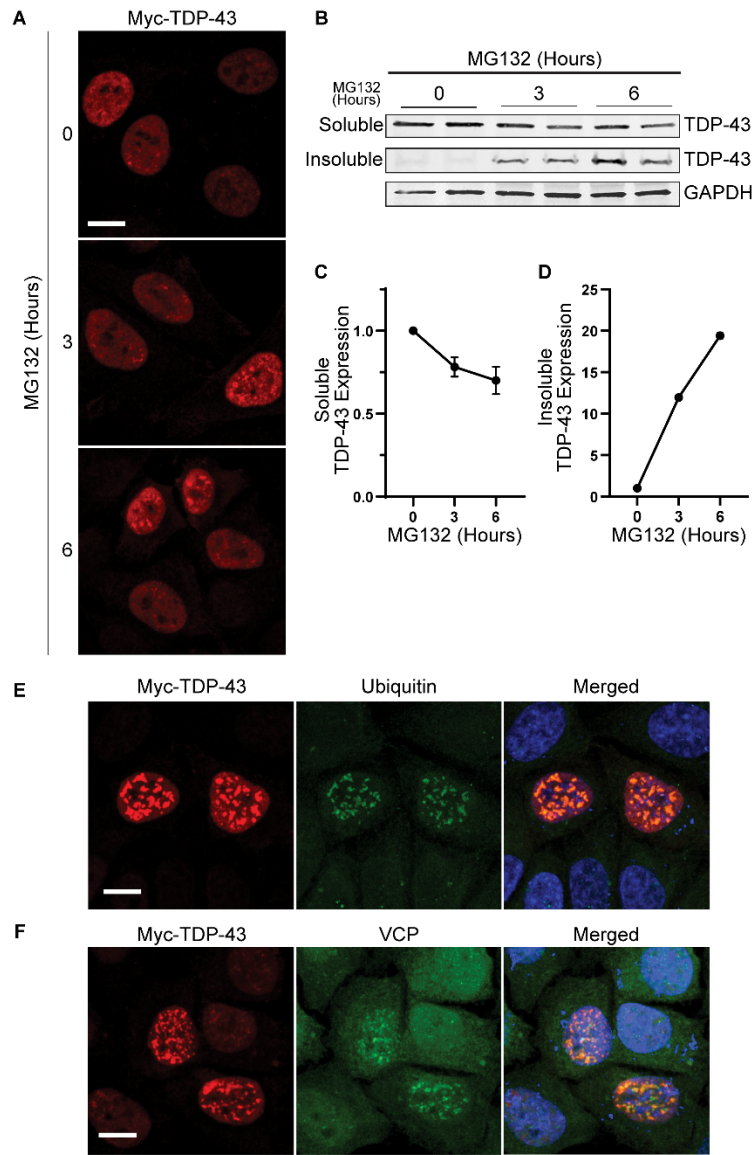 A
Myc-TDP-43
MG132 (Hours)
0
3
6
B
MG132 (Hours)
MG132 (Hours)
0 3 6
Soluble TDP-43
Insoluble TDP-43
GAPDH
C
Soluble
TDP-43 Expression
1.0
0.5
0.0
0 3 6
MG132 (Hours)
D
Insoluble
TDP-43 Expression
25
20
15
10
5
0
0 3 6
MG132 (Hours)
E
Myc-TDP-43 Ubiquitin Merged
F
Myc-TDP-43 VCP Merged